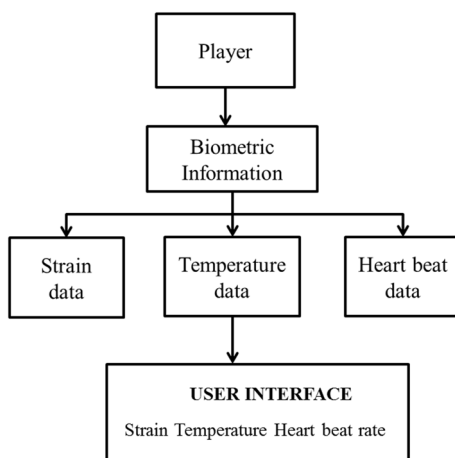 Player
Biometric
Information
Strain
data
Temperature
data
Heart beat
data
USER INTERFACE
Strain Temperature Heart beat rate